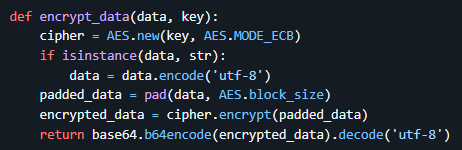 def encrypt_data(data, key):
    cipher = AES.new(key, AES.MODE_ECB)
    if isinstance(data, str):
        data = data.encode('utf-8')
    padded_data = pad(data, AES.block_size)
    encrypted_data = cipher.encrypt(padded_data)
    return base64.b64encode(encrypted_data).decode('utf-8')